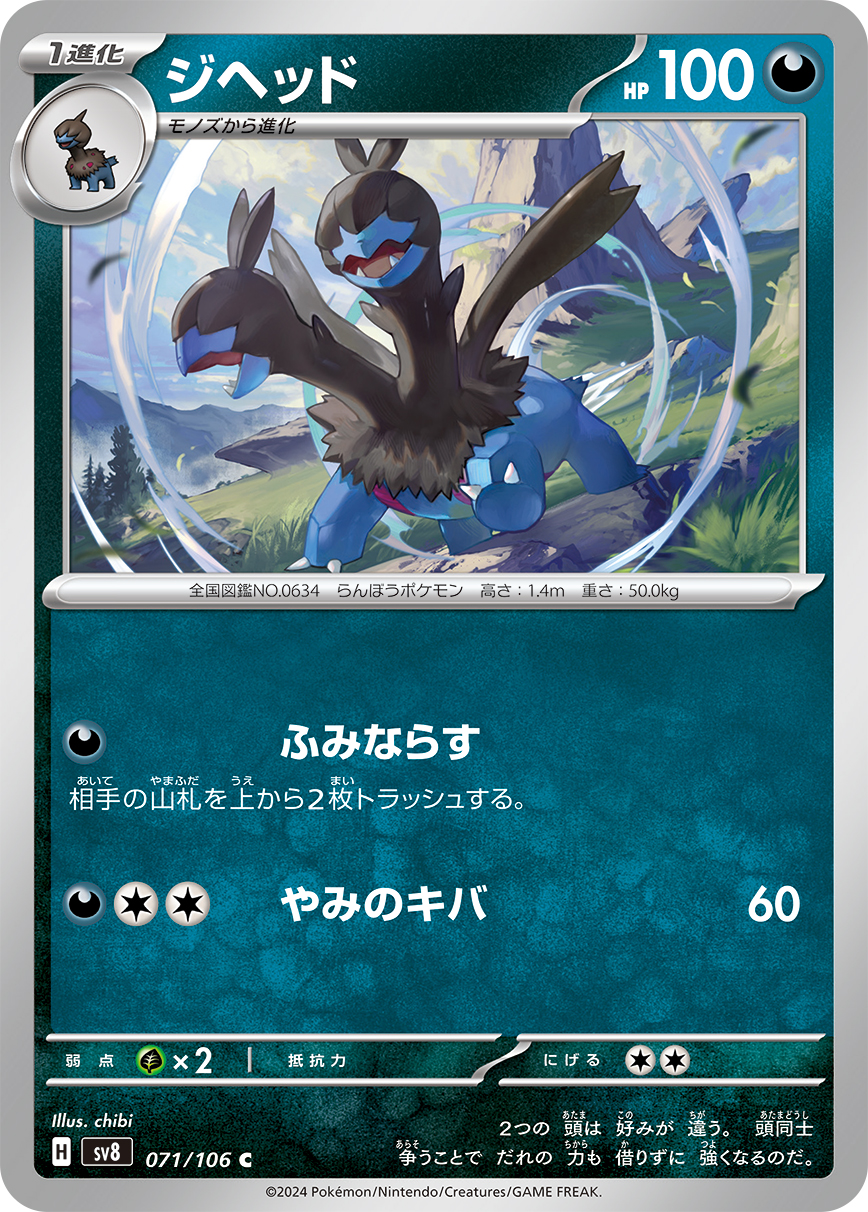 1進化
ジヘッド
HP 100
モノズから進化
全国図鑑NO.0634 らんぼうポケモン 高さ：1.4m 重さ：50.0kg
ふみならす
相手の山札を上から2枚トラッシュする。
やみのキバ 60
弱点 ×2 抵抗力 にげる
Illus. chibi
H sv8 071/106 C
2つの 頭は 好みが 違う。 頭同士
争うことで だれの 力も 借りずに 強くなるのだ。
©2024 Pokémon/Nintendo/Creatures/GAME FREAK.